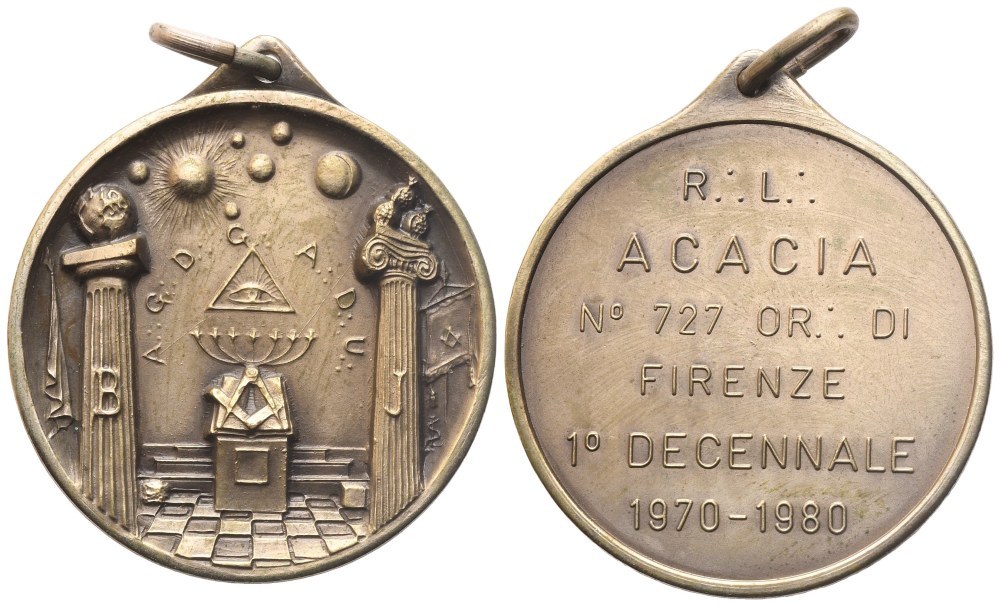 A∴G∴D∴G∴A∴D∴U∴
B
J
R∴L∴
ACACIA
Nº 727 OR∴ DI
FIRENZE
1º DECENNALE
1970-1980